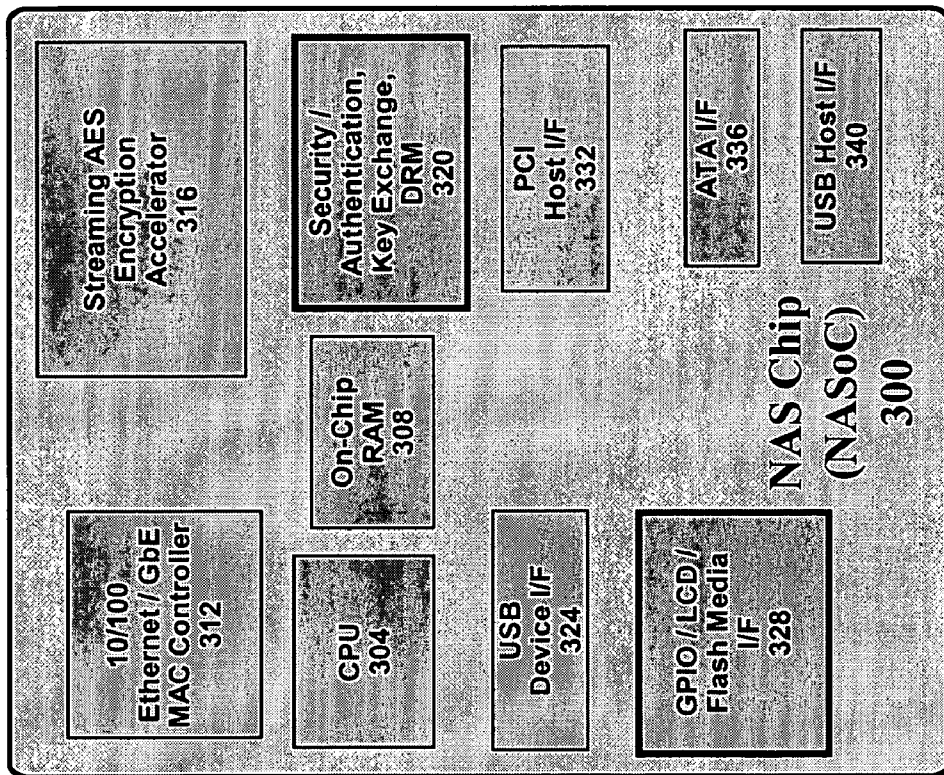 10/100
Ethernet / GbE
MAC Controller
312
Streaming AES
Encryption
Accelerator
316
CPU
304
On-Chip
RAM
308
Security /
Authentication,
Key Exchange,
DRM
320
USB
Device I/F
324
PCI
Host I/F
332
GPIO / LCD /
Flash Media
I/F
328
ATA I/F
336
USB Host I/F
340
NAS Chip
(NASoC)
300